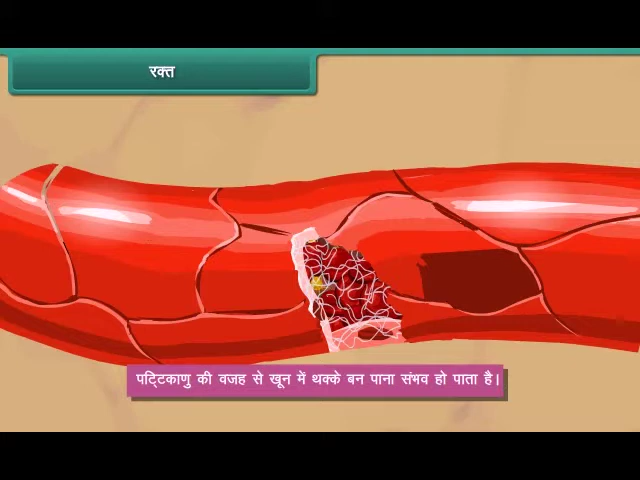 रक्त
पट्टिकाणु की वजह से खून में थक्के बन पाना संभव हो पाता है।